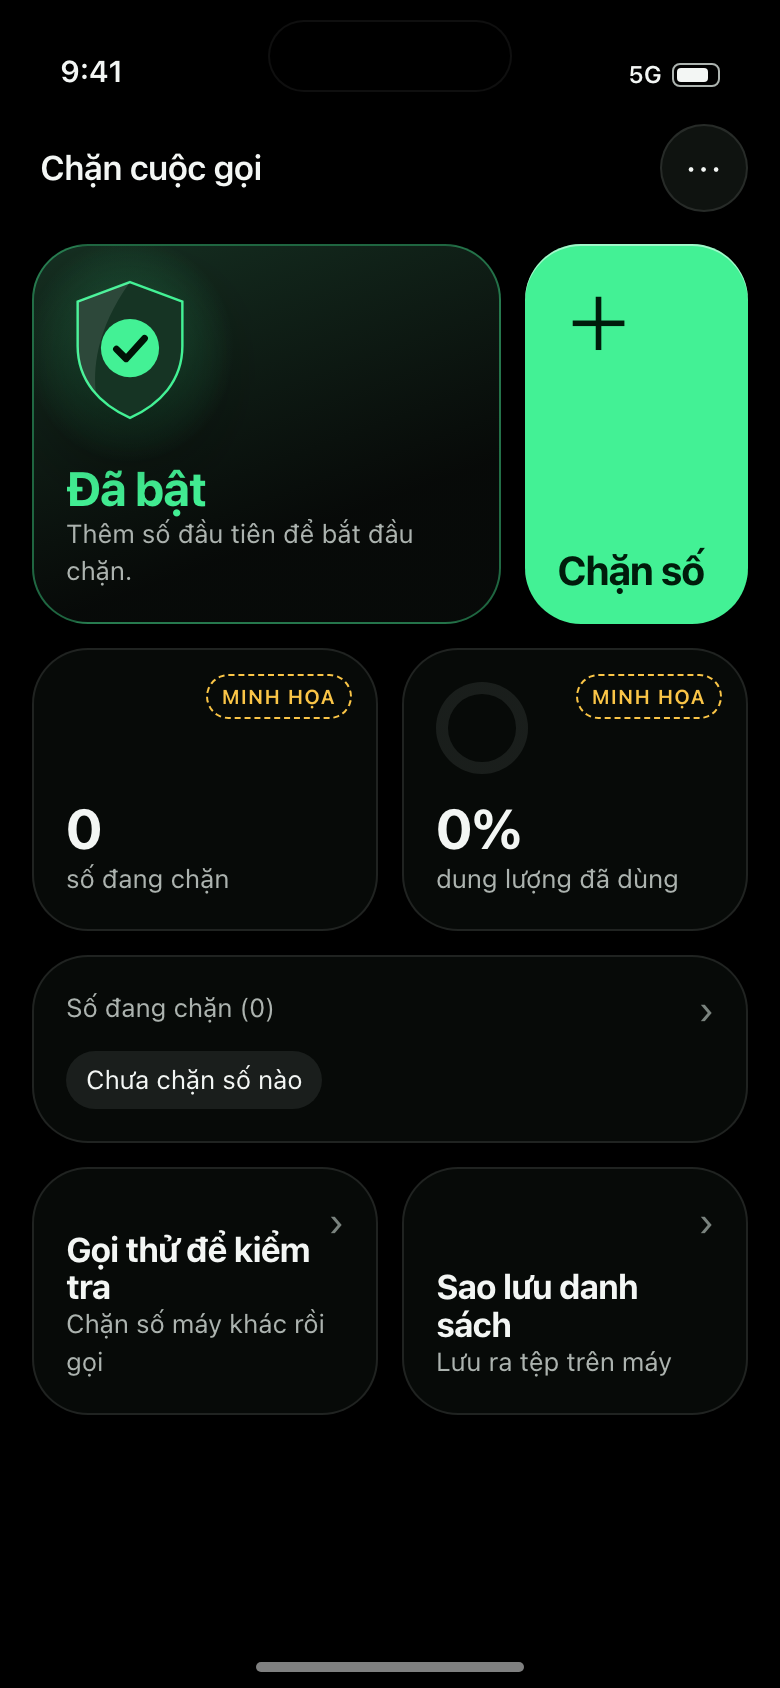 9:41
5G
Chặn cuộc gọi
Đã bật
Thêm số đầu tiên để bắt đầu
chặn.
Chặn số
MINH HỌA
0
số đang chặn
MINH HỌA
0%
dung lượng đã dùng
Số đang chặn (0)
Chưa chặn số nào
Gọi thử để kiểm
tra
Chặn số máy khác rồi
gọi
Sao lưu danh
sách
Lưu ra tệp trên máy